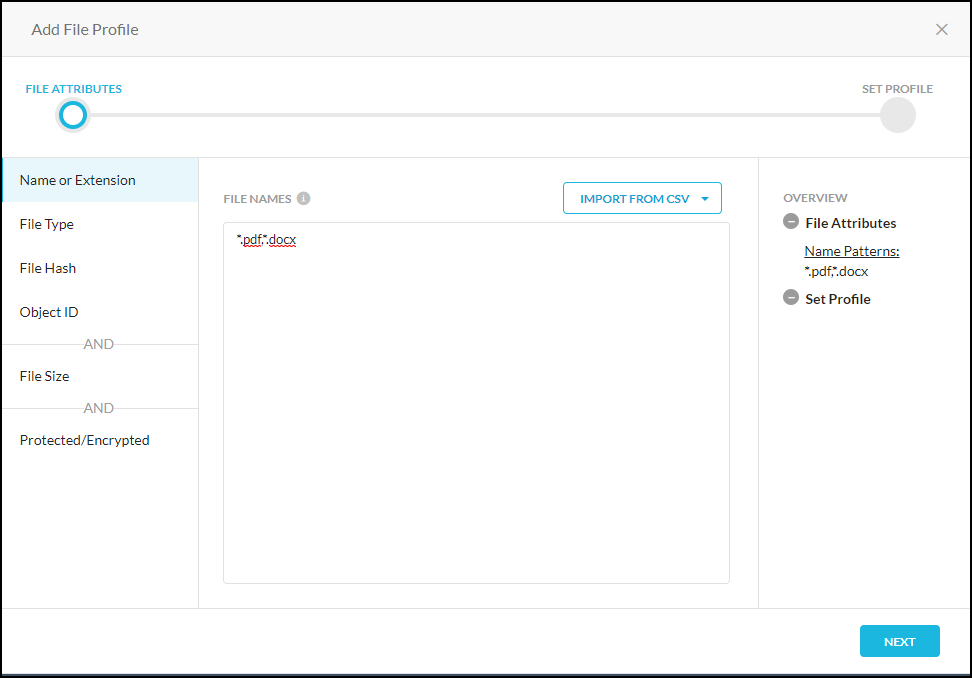 Add File Profile
FILE ATTRIBUTES
SET PROFILE
Name or Extension
File Type
File Hash
Object ID
AND
File Size
AND
Protected/Encrypted
FILE NAMES
IMPORT FROM CSV
*.pdf,*.docx
OVERVIEW
File Attributes
Name Patterns:
*.pdf,*.docx
Set Profile
NEXT